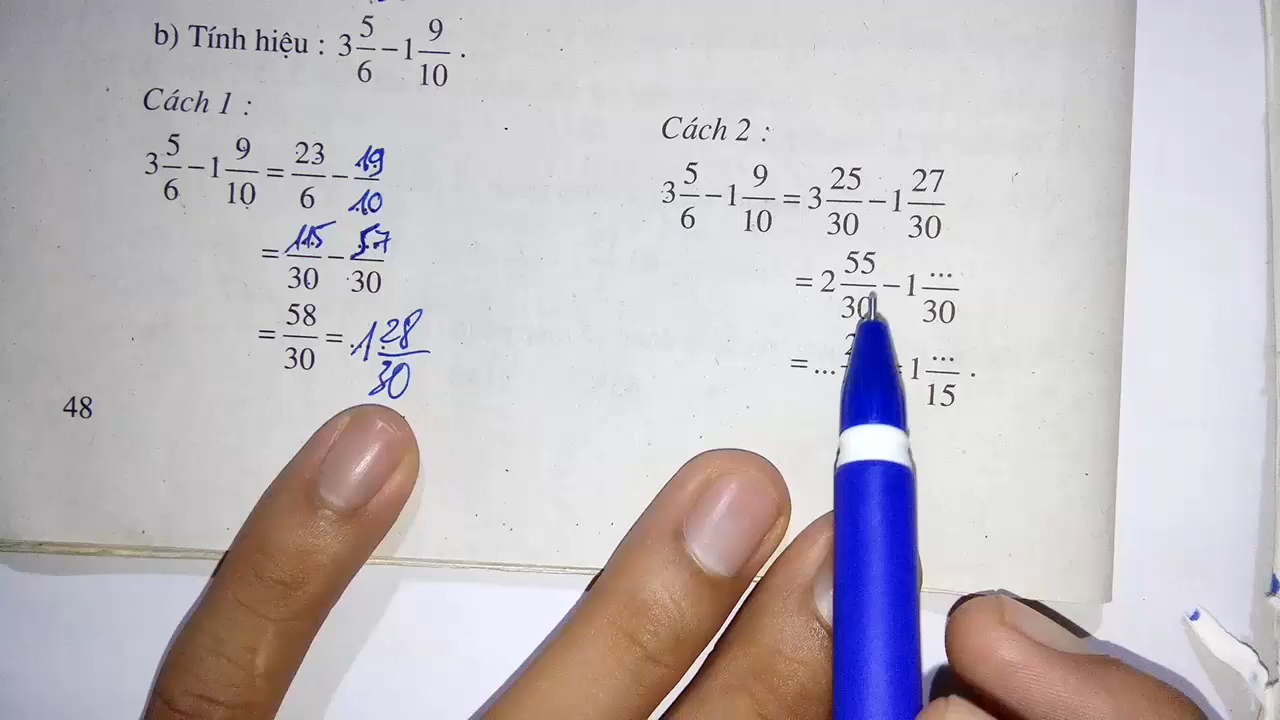 b) Tính hiệu : 3 5/6 − 1 9/10 .
Cách 1 :
3 5/6 − 1 9/10 = 23/6 − 19/10
= 115/30 − 57/30
= 58/30 = 1 28/30
48
Cách 2 :
3 5/6 − 1 9/10 = 3 25/30 − 1 27/30
= 2 55/30 − 1 .../30
= ... = 1 .../15 .